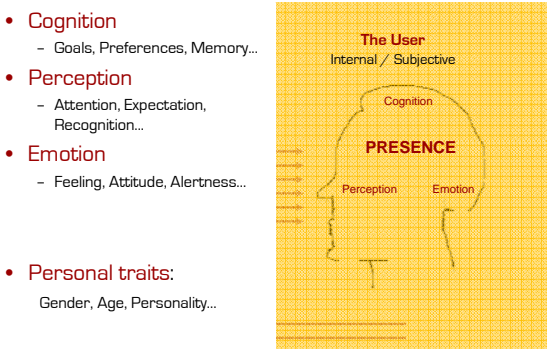 • Cognition
– Goals, Preferences, Memory...
• Perception
– Attention, Expectation,
Recognition...
• Emotion
– Feeling, Attitude, Alertness...
• Personal traits:
Gender, Age, Personality...
The User
Internal / Subjective
Cognition
PRESENCE
Perception Emotion